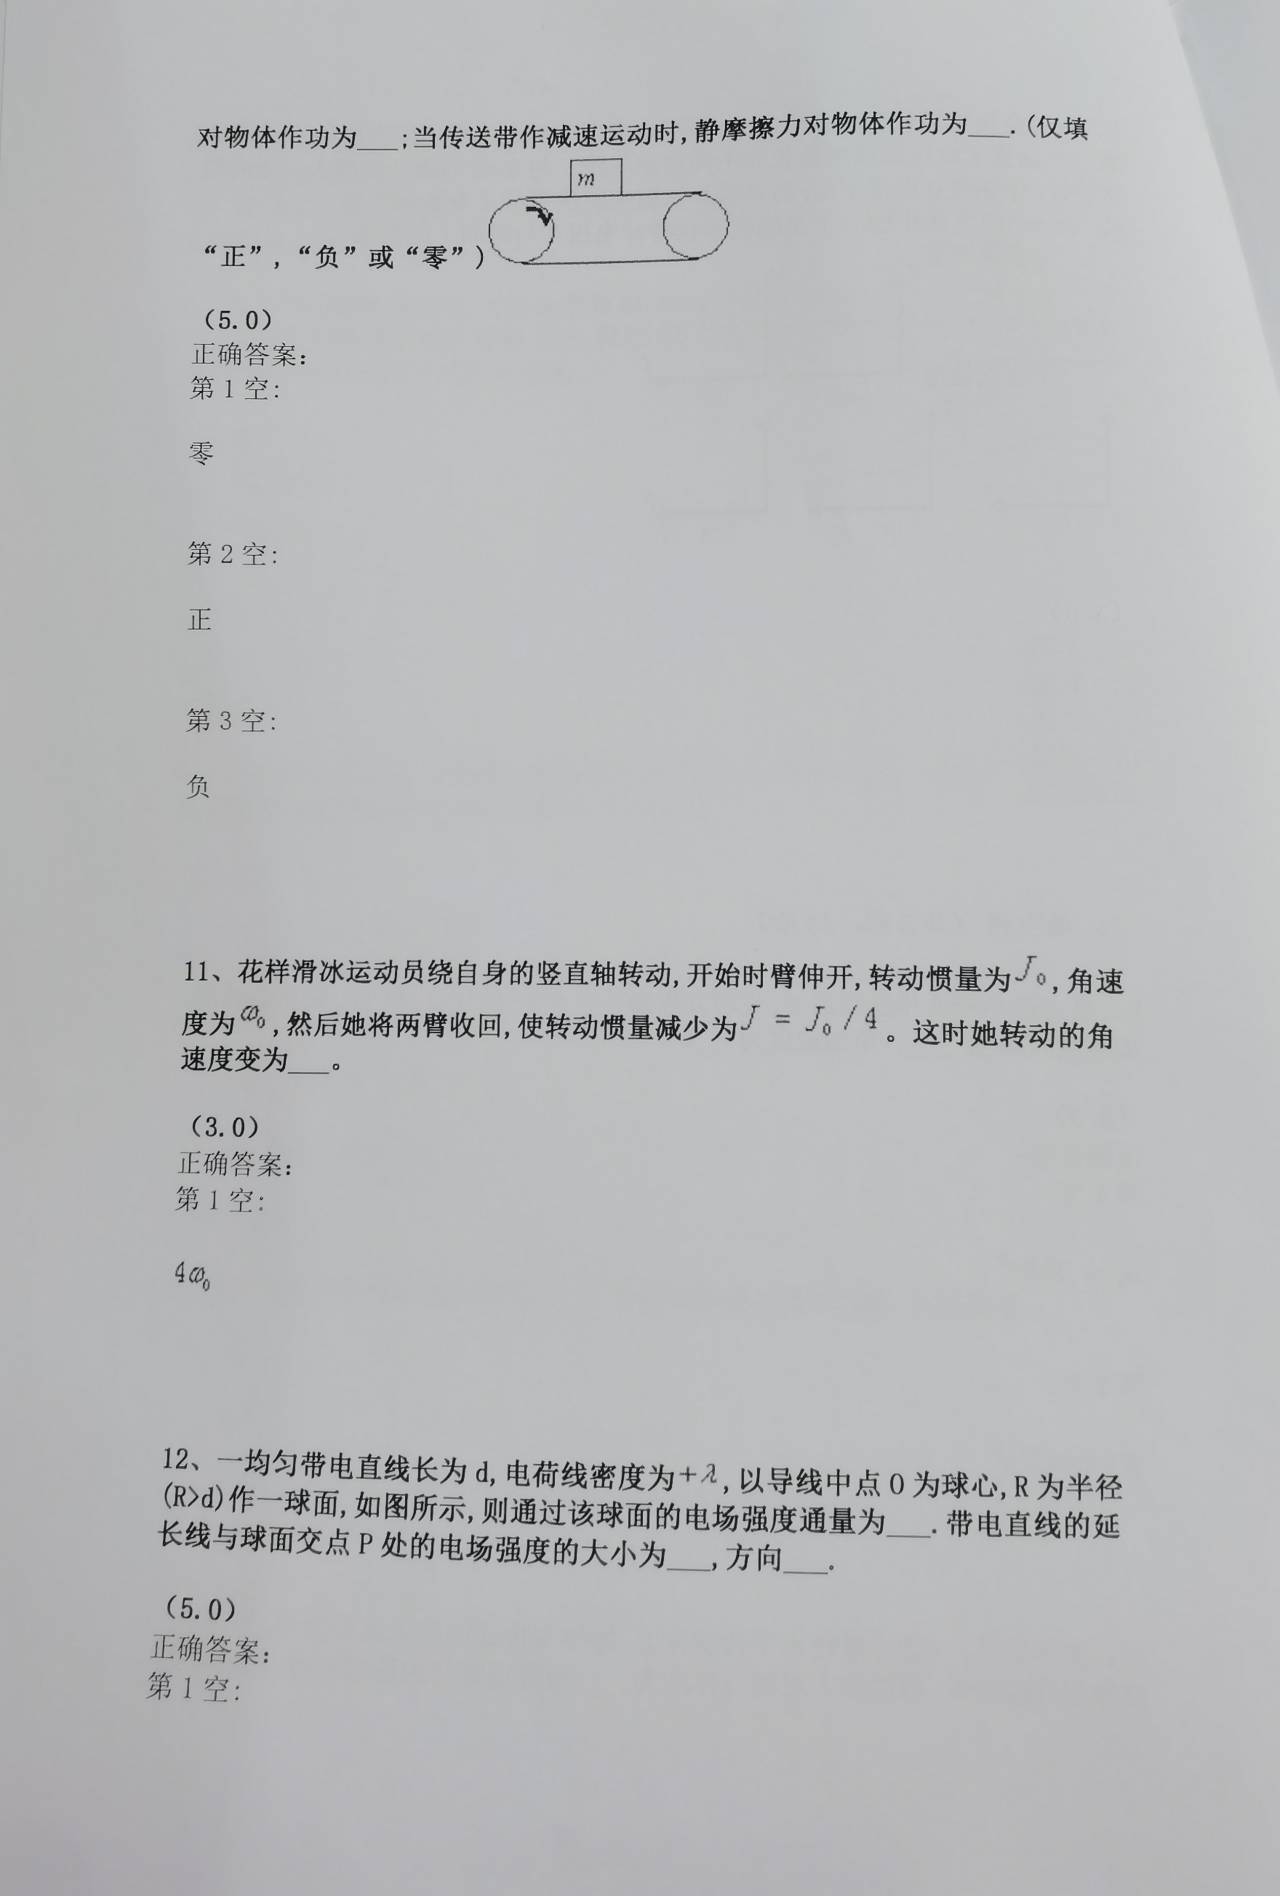 对物体作功为___;当传送带作减速运动时,静摩擦力对物体作功为___.(仅填
m
“正”,“负”或“零”)
(5.0)
正确答案:
第1空:
零
第2空:
正
第3空:
负
11、花样滑冰运动员绕自身的竖直轴转动,开始时臂伸开,转动惯量为J₀,角速
度为ω₀,然后她将两臂收回,使转动惯量减少为J = J₀/4。这时她转动的角
速度变为___。
(3.0)
正确答案:
第1空:
4ω₀
12、一均匀带电直线长为d,电荷线密度为+λ,以导线中点O为球心,R为半径
(R>d)作一球面,如图所示,则通过该球面的电场强度通量为___.带电直线的延
长线与球面交点P处的电场强度的大小为___,方向___.
(5.0)
正确答案:
第1空: